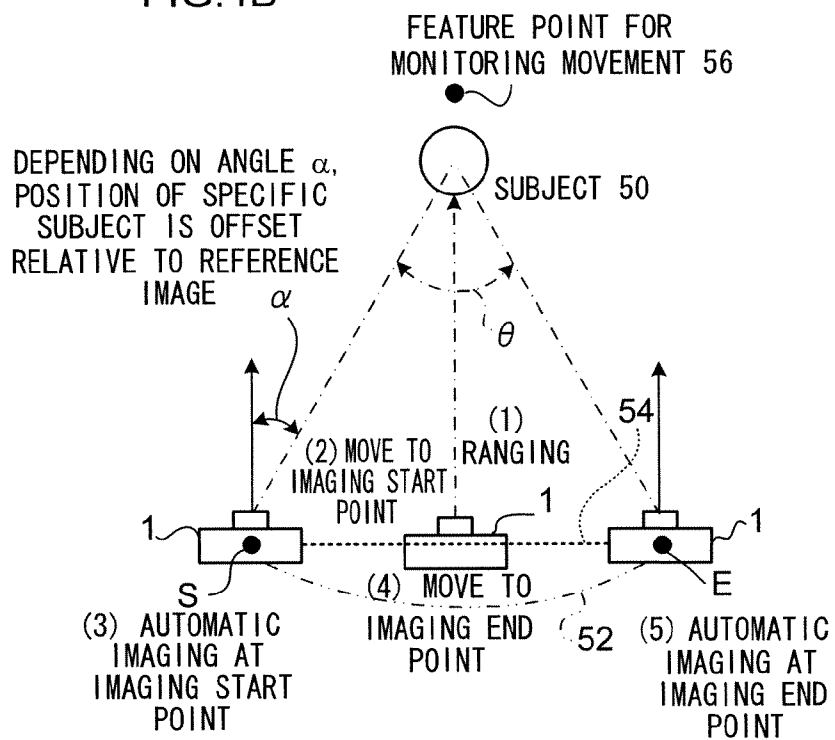 FIG.1B
FEATURE POINT FOR
MONITORING MOVEMENT 56
DEPENDING ON ANGLE α,
POSITION OF SPECIFIC
SUBJECT IS OFFSET
RELATIVE TO REFERENCE
IMAGE
SUBJECT 50
α
θ
54
(1)
RANGING
(2) MOVE TO
IMAGING START
POINT
1
1
1
S
E
(4) MOVE TO
IMAGING END
POINT
52
(3) AUTOMATIC
IMAGING AT
IMAGING START
POINT
(5) AUTOMATIC
IMAGING AT
IMAGING END
POINT